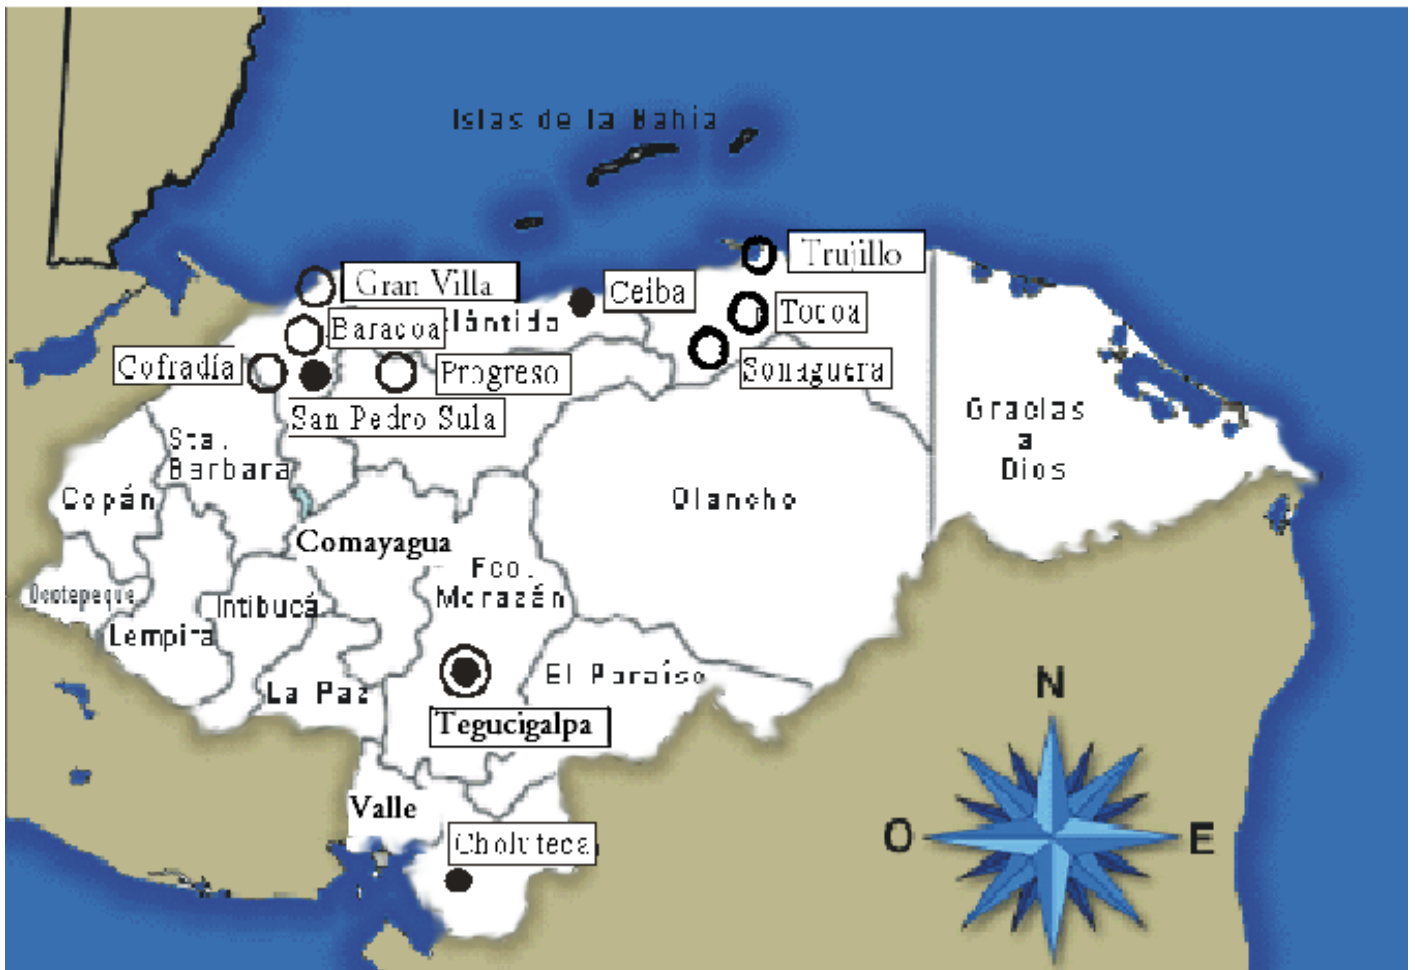 Islas de la Bahia
Trujillo
Gran Villa
Ceiba
Tocoa
Baracoa
lántida
Cofradía
Progreso
Sonaguera
San Pedro Sula
Gracias
a
Dios
Sta.
Barbara
Copán
Olancho
Comayagua
Fco.
Morazán
Ocotepeque
Intibucá
Lempira
El Paraíso
La Paz
Tegucigalpa
N
Valle
Choluteca
O
E